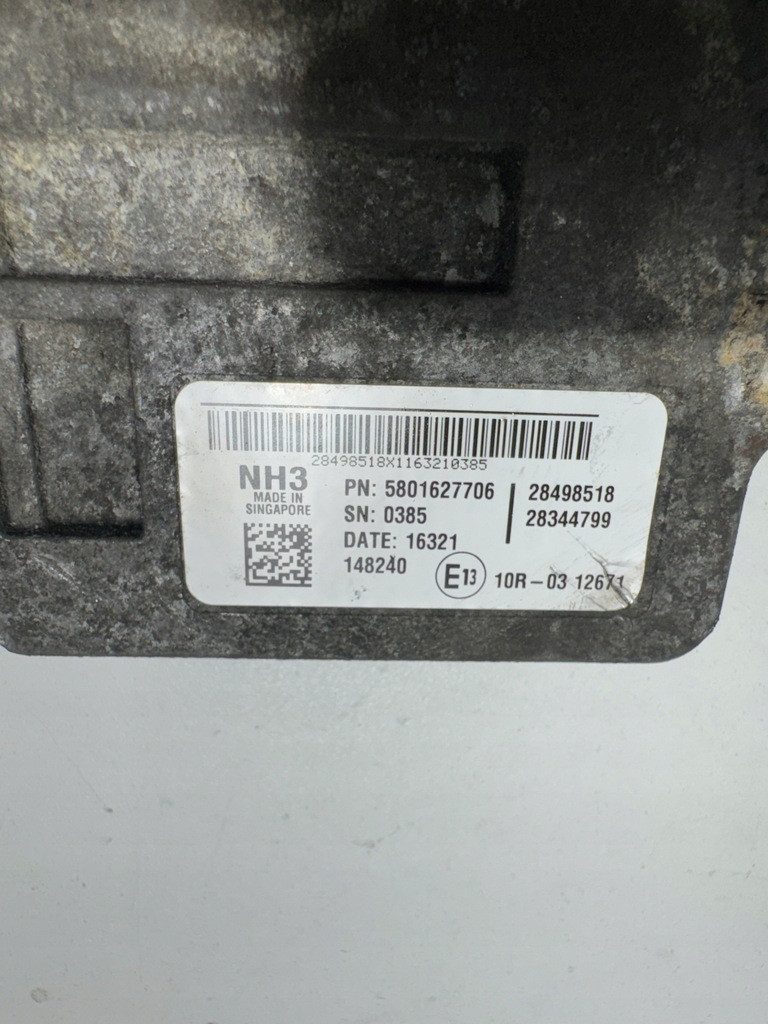 28498518X1163210385
NH3
MADE IN
SINGAPORE
PN: 5801627706
SN: 0385
DATE: 16321
148240
28498518
28344799
E13
10R-03 12671